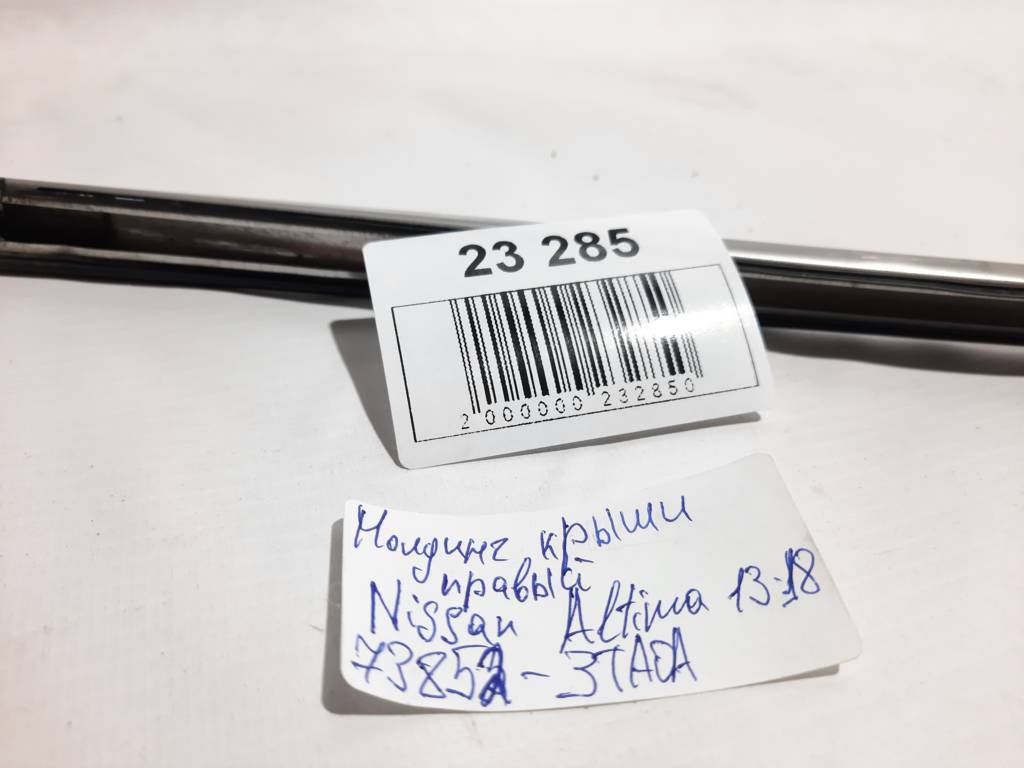 23 285
2 000000 232850
Молдинг крыши
правый
Nissan Altima 13-18
73852-3TA0A